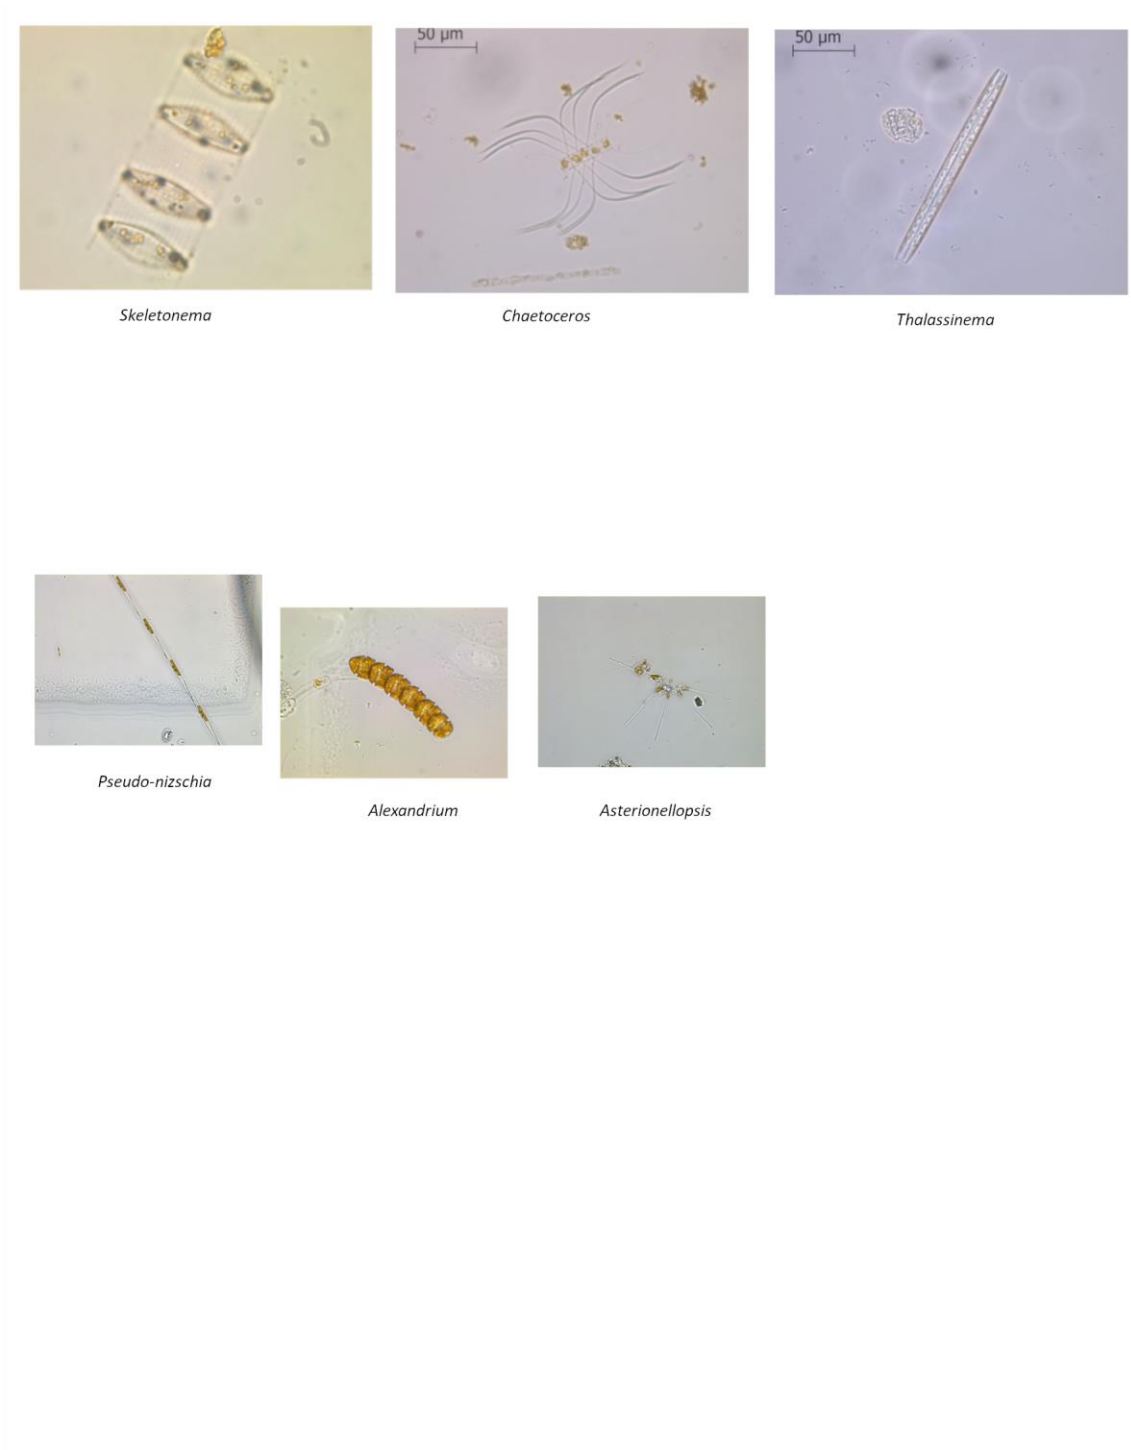 50 µm
50 µm
Skeletonema
Chaetoceros
Thalassinema
Pseudo-nizschia
Alexandrium
Asterionellopsis